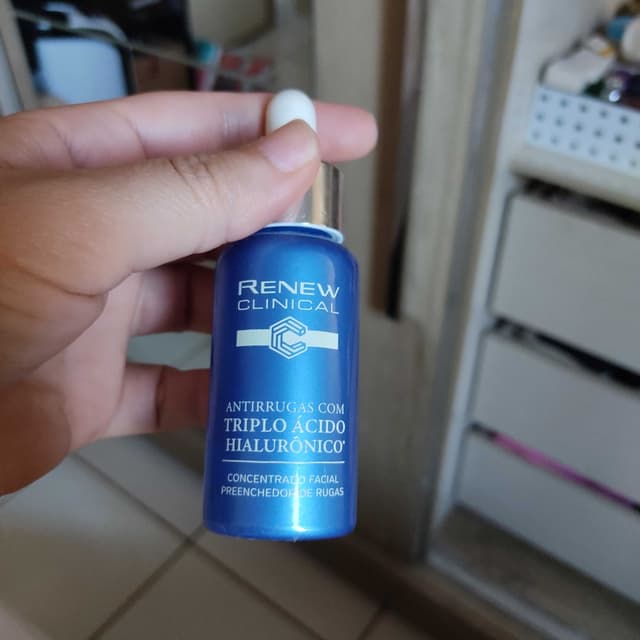 RENEW
CLINICAL
ANTIRRUGAS COM
TRIPLO ÁCIDO
HIALURÔNICO*
CONCENTRADO FACIAL
PREENCHEDOR DE RUGAS